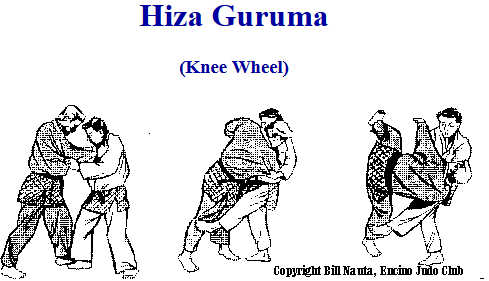 Hiza Guruma
(Knee Wheel)
Copyright Bill Nauta, Encino Judo Club